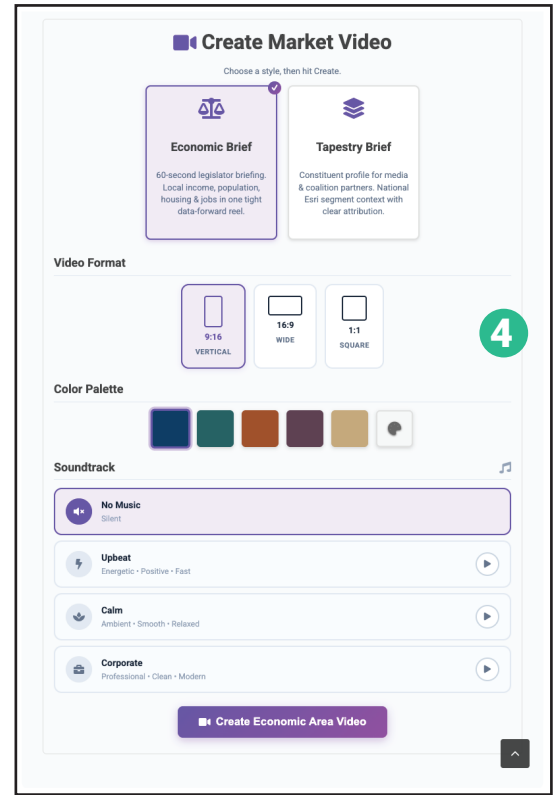 Create Market Video
Choose a style, then hit Create.
Economic Brief
60-second legislator briefing.
Local income, population,
housing & jobs in one tight
data-forward reel.
Tapestry Brief
Constituent profile for media
& coalition partners. National
Esri segment context with
clear attribution.
Video Format
9:16
VERTICAL
16:9
WIDE
1:1
SQUARE
4
Color Palette
Soundtrack
No Music
Silent
Upbeat
Energetic • Positive • Fast
Calm
Ambient • Smooth • Relaxed
Corporate
Professional • Clean • Modern
Create Economic Area Video